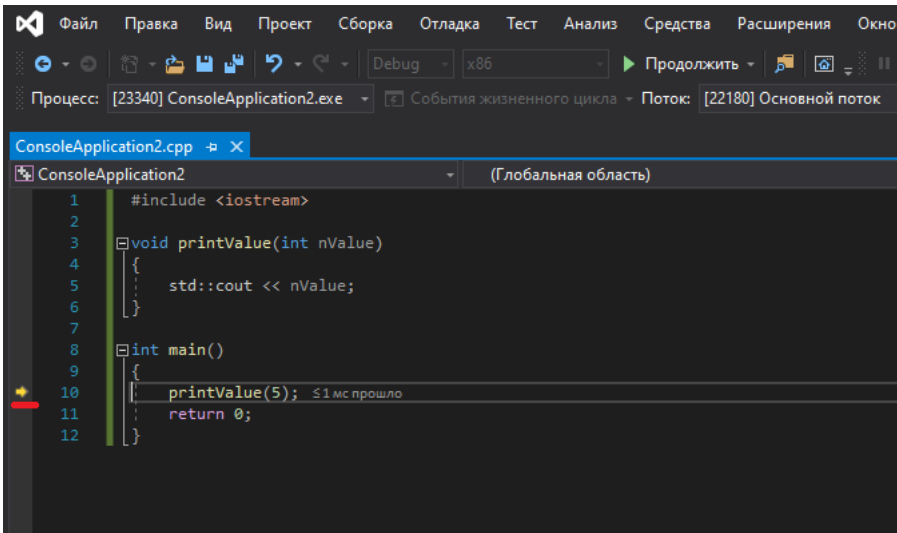 Файл Правка Вид Проект Сборка Отладка Тест Анализ Средства Расширения Окно
Debug x86 Продолжить
Процесс: [23340] ConsoleApplication2.exe События жизненного цикла Поток: [22180] Основной поток
ConsoleApplication2.cpp
ConsoleApplication2 (Глобальная область)
1 #include <iostream>
2
3 void printValue(int nValue)
4 {
5 std::cout << nValue;
6 }
7
8 int main()
9 {
10 printValue(5); ≤1 мс прошло
11 return 0;
12 }